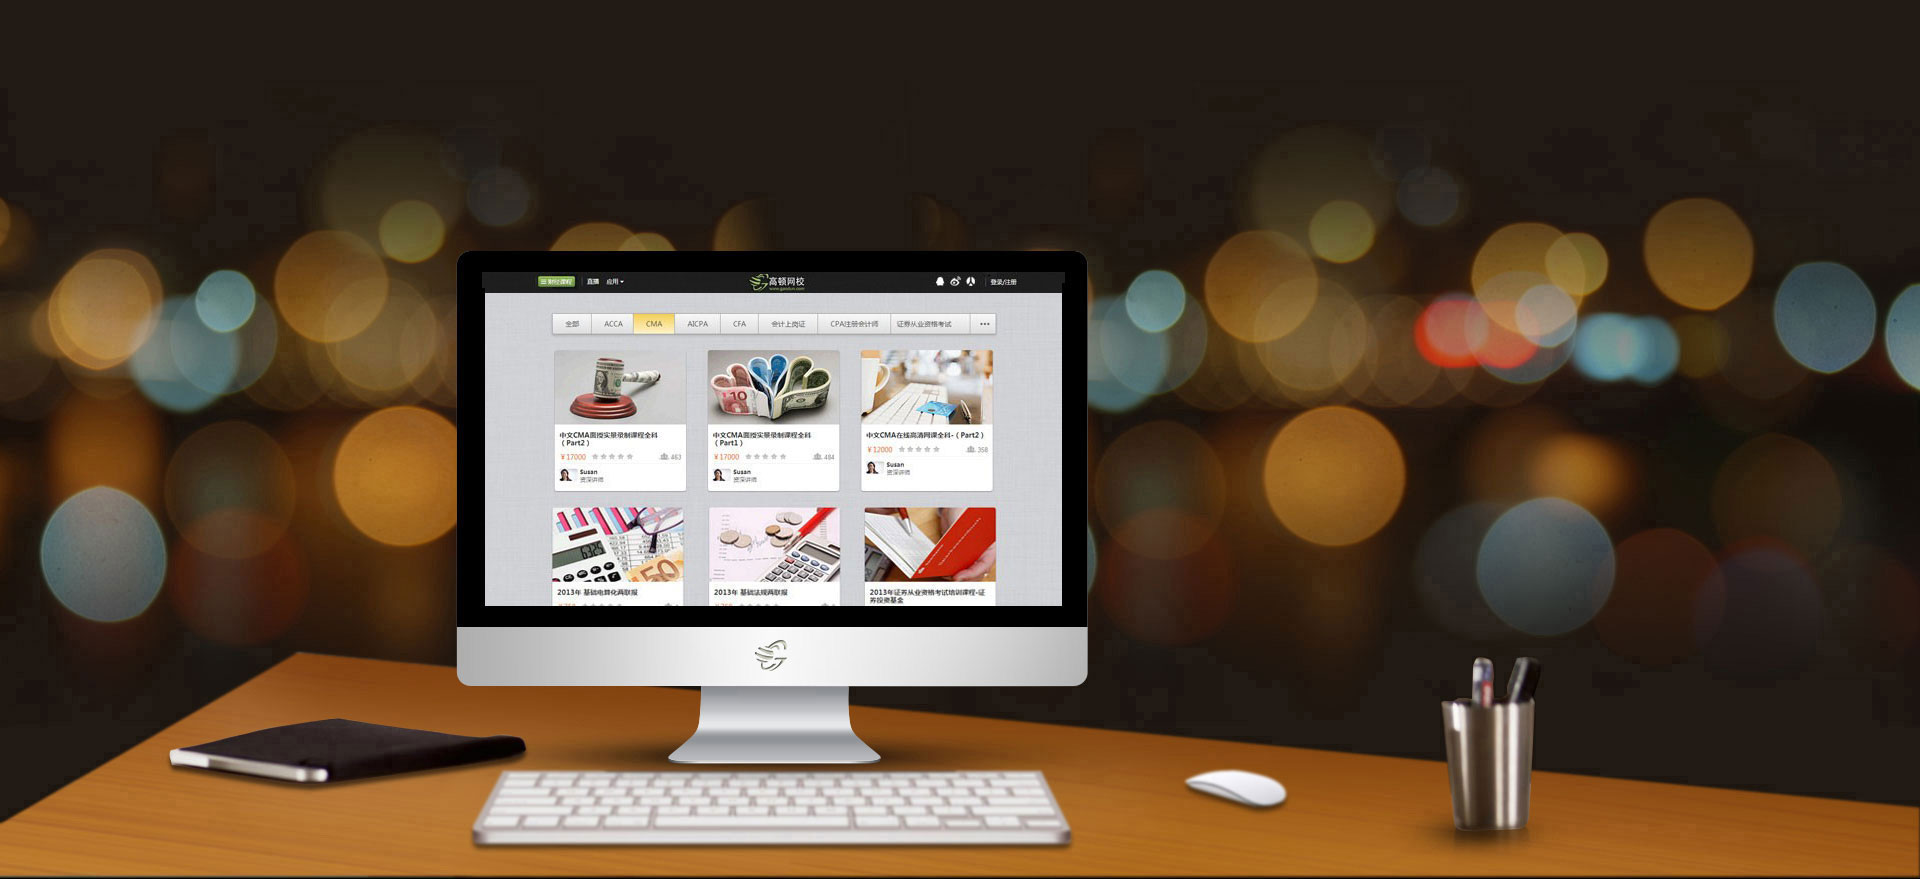 财经课程 直播 应用
高顿网校
www.gaodun.com
登录/注册
全部 ACCA CMA AICPA CFA 会计上岗证 CPA注册会计师 证券从业资格考试
中文CMA面授实景录制课程全科
（Part2）
¥17000 463
Susan
资深讲师
中文CMA面授实景录制课程全科
（Part1）
¥17000 484
Susan
资深讲师
中文CMA在线高清网课全科-（Part2）
¥12000 358
Susan
资深讲师
2013年 基础电算化两联报
2013年 基础法规两联报
2013年证券从业资格考试培训课程-证
券投资基金